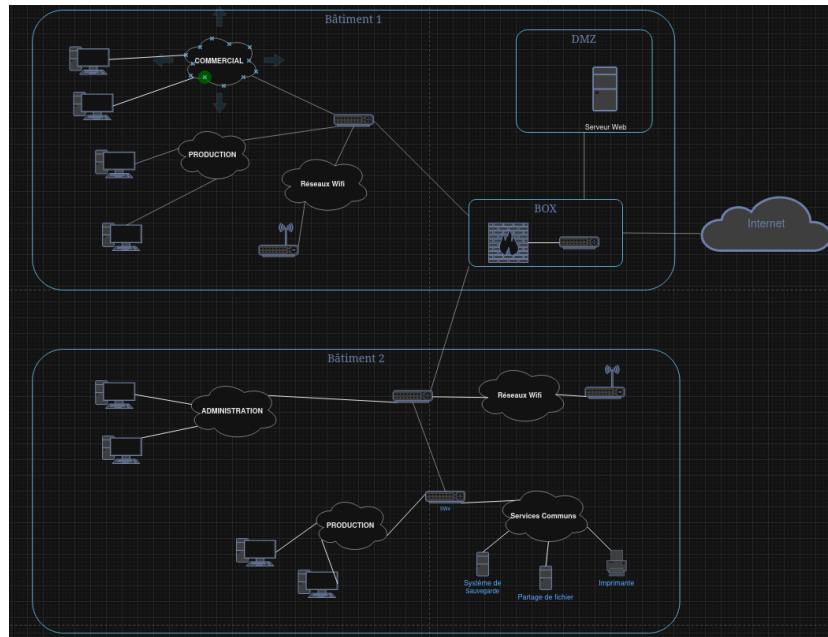 Bâtiment 1
DMZ
COMMERCIAL
Serveur Web
PRODUCTION
Réseaux Wifi
BOX
Internet
Bâtiment 2
Réseaux Wifi
ADMINISTRATION
PRODUCTION
Services Communs
Système de
Sauvegarde
Partage de fichier
Imprimante